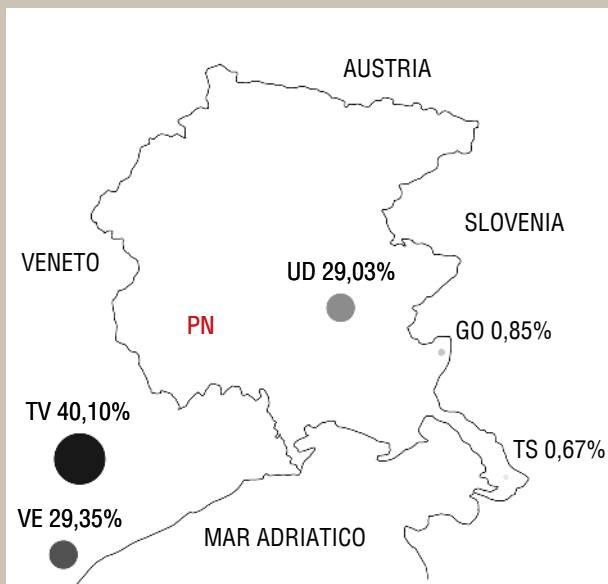 AUSTRIA
SLOVENIA
VENETO
UD 29,03%
PN
GO 0,85%
TV 40,10%
TS 0,67%
VE 29,35%
MAR ADRIATICO